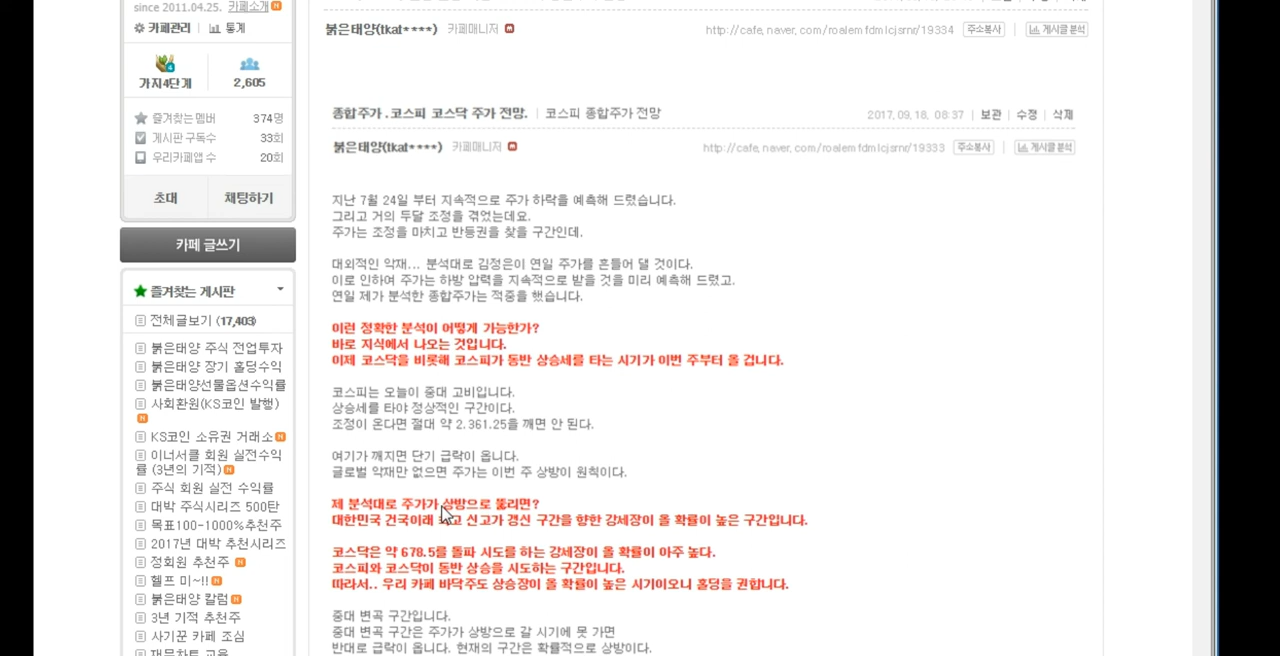 since 2011.04.25. 카페소개
카페관리 통계
가지4단계 2,605
즐겨찾는 멤버 374명
게시판 구독수 33회
우리카페앱 수 20회
초대 채팅하기
카페 글쓰기
즐겨찾는 게시판
전체글보기 (17,403)
붉은태양 주식 전업투자
붉은태양 장기 홀딩수익
붉은태양선물옵션수익률
사회환원(KS코인 발행)
KS코인 소유권 거래소
이너서클 회원 실전수익
률 (3년의 기적)
주식 회원 실전 수익률
대박 주식시리즈 500탄
목표100-1000%추천주
2017년 대박 추천시리즈
정회원 추천주
헬프 미~!!
붉은태양 칼럼
3년 기적 추천주
사기꾼 카페 조심
재무차트 교육
붉은태양(tkat****) 카페매니저 http://cafe.naver.com/roalemfdmlcjsrnr/19334 주소복사 게시글 분석
종합주가 . 코스피 코스닥 주가 전망. 코스피 종합주가 전망 2017.09.18. 08:37 보관 수정 삭제
붉은태양(tkat****) 카페매니저 http://cafe.naver.com/roalemfdmlcjsrnr/19333 주소복사 게시글 분석
지난 7월 24일 부터 지속적으로 주가 하락을 예측해 드렸습니다.
그리고 거의 두달 조정을 겪었는데요.
주가는 조정을 마치고 반등권을 찾을 구간인데.
대외적인 악재... 분석대로 김정은이 연일 주가를 흔들어 댈 것이다.
이로 인하여 주가는 하방 압력을 지속적으로 받을 것을 미리 예측해 드렸고.
연일 제가 분석한 종합주가는 적중을 했습니다.
이런 정확한 분석이 어떻게 가능한가?
바로 지식에서 나오는 것입니다.
이제 코스닥을 비롯해 코스피가 동반 상승세를 타는 시기가 이번 주부터 올 겁니다.
코스피는 오늘이 중대 고비입니다.
상승세를 타야 정상적인 구간이다.
조정이 온다면 절대 약 2.361.25을 깨면 안 된다.
여기가 깨지면 단기 급락이 옵니다.
글로벌 악재만 없으면 주가는 이번 주 상방이 원칙이다.
제 분석대로 주가가 상방으로 뚫리면?
대한민국 건국이래 최고 신고가 갱신 구간을 향한 강세장이 올 확률이 높은 구간입니다.
코스닥은 약 678.5를 돌파 시도를 하는 강세장이 올 확률이 아주 높다.
코스피와 코스닥이 동반 상승을 시도하는 구간입니다.
따라서.. 우리 카페 바닥주도 상승장이 올 확률이 높은 시기이오니 홀딩을 권합니다.
중대 변곡 구간입니다.
중대 변곡 구간은 주가가 상방으로 갈 시기에 못 가면
반대로 급락이 옵니다. 현재의 구간은 확률적으로 상방이다.